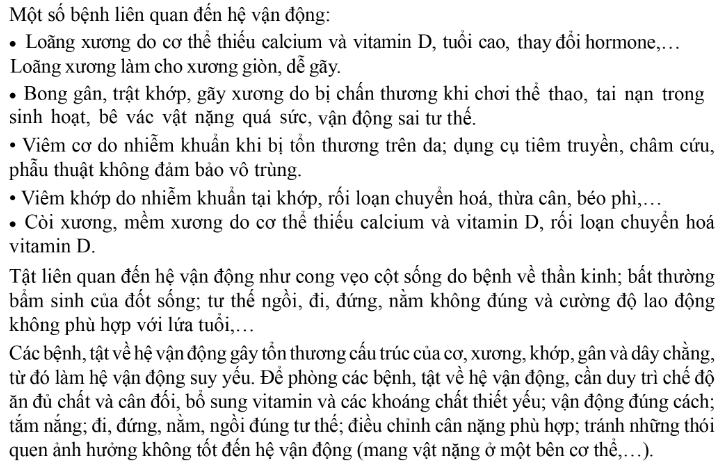 Một số bệnh liên quan đến hệ vận động:
• Loãng xương do cơ thể thiếu calcium và vitamin D, tuổi cao, thay đổi hormone,…
Loãng xương làm cho xương giòn, dễ gãy.
• Bong gân, trật khớp, gãy xương do bị chấn thương khi chơi thể thao, tai nạn trong
sinh hoạt, bê vác vật nặng quá sức, vận động sai tư thế.
• Viêm cơ do nhiễm khuẩn khi bị tổn thương trên da; dụng cụ tiêm truyền, châm cứu,
phẫu thuật không đảm bảo vô trùng.
• Viêm khớp do nhiễm khuẩn tại khớp, rối loạn chuyển hoá, thừa cân, béo phì,…
• Còi xương, mềm xương do cơ thể thiếu calcium và vitamin D, rối loạn chuyển hoá
vitamin D.
Tật liên quan đến hệ vận động như cong vẹo cột sống do bệnh về thần kinh; bất thường
bẩm sinh của đốt sống; tư thế ngồi, đi, đứng, nằm không đúng và cường độ lao động
không phù hợp với lứa tuổi,…
Các bệnh, tật về hệ vận động gây tổn thương cấu trúc của cơ, xương, khớp, gân và dây chằng,
từ đó làm hệ vận động suy yếu. Để phòng các bệnh, tật về hệ vận động, cần duy trì chế độ
ăn đủ chất và cân đối, bổ sung vitamin và các khoáng chất thiết yếu; vận động đúng cách;
tắm nắng; đi, đứng, nằm, ngồi đúng tư thế; điều chỉnh cân nặng phù hợp; tránh những thói
quen ảnh hưởng không tốt đến hệ vận động (mang vật nặng ở một bên cơ thể,…).